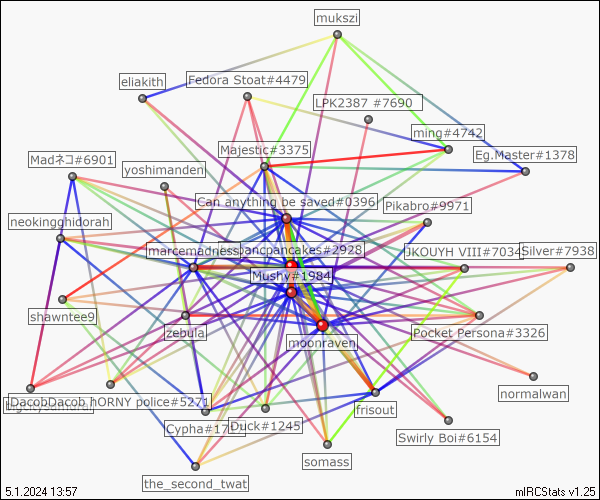 mukszi
eliakith
Fedora Stoat#4479
LPK2387 #7690
ming#4742
Majestic#3375
Eg.Master#1378
Madネコ#6901
yoshimanden
Can anything be saved#0396
Pikabro#9971
neokingghidorah
marcemadness
pancpancakes#2928
JKOUYH VIII#7034
Silver#7938
Mushy#1984
shawntee9
zebula
moonraven
Pocket Persona#3326
normalwan
DacobDacob hORNY police#5271
frisout
Cypha#17
Duck#1245
Swirly Boi#6154
somass
the_second_twat
5.1.2024 13:57
mIRCStats v1.25